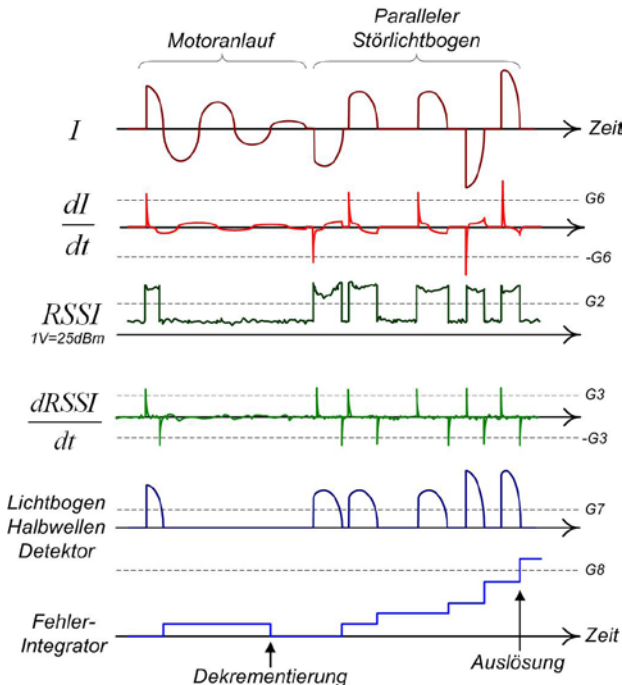 Motoranlauf
Paralleler
Störlichtbogen
I
Zeit
dI
dt
G6
-G6
RSSI
1V=25dBm
G2
dRSSI
dt
G3
-G3
Lichtbogen
Halbwellen
Detektor
G7
G8
Fehler-
Integrator
Zeit
Dekrementierung
Auslösung